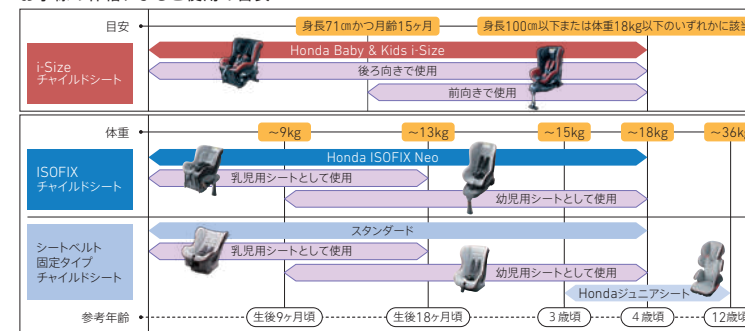 目安 身長71cmかつ月齢15ヶ月 身長100cm以下または体重18kg以下のいずれかに該当
i-Size
チャイルドシート
Honda Baby & Kids i-Size
後ろ向きで使用
前向きで使用
体重 ～9kg ～13kg ～15kg ～18kg ～36kg
ISOFIX
チャイルドシート
Honda ISOFIX Neo
乳児用シートとして使用
幼児用シートとして使用
シートベルト
固定タイプ
チャイルドシート
スタンダード
乳児用シートとして使用
幼児用シートとして使用
Hondaジュニアシート
参考年齢 生後9ヶ月頃 生後18ヶ月頃 3歳頃 4歳頃 12歳頃